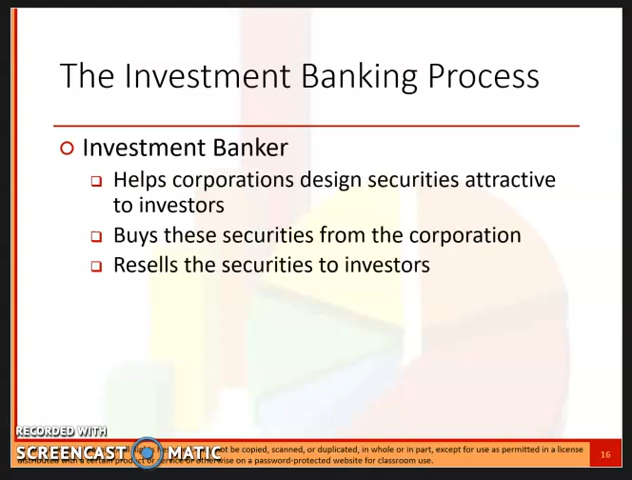 The Investment Banking Process
Investment Banker
Helps corporations design securities attractive
to investors
Buys these securities from the corporation
Resells the securities to investors
RECORDED WITH
SCREENCAST MATIC
not be copied, scanned, or duplicated, in whole or in part, except for use as permitted in a license
distributed with a certain product or service or otherwise on a password-protected website for classroom use.
16